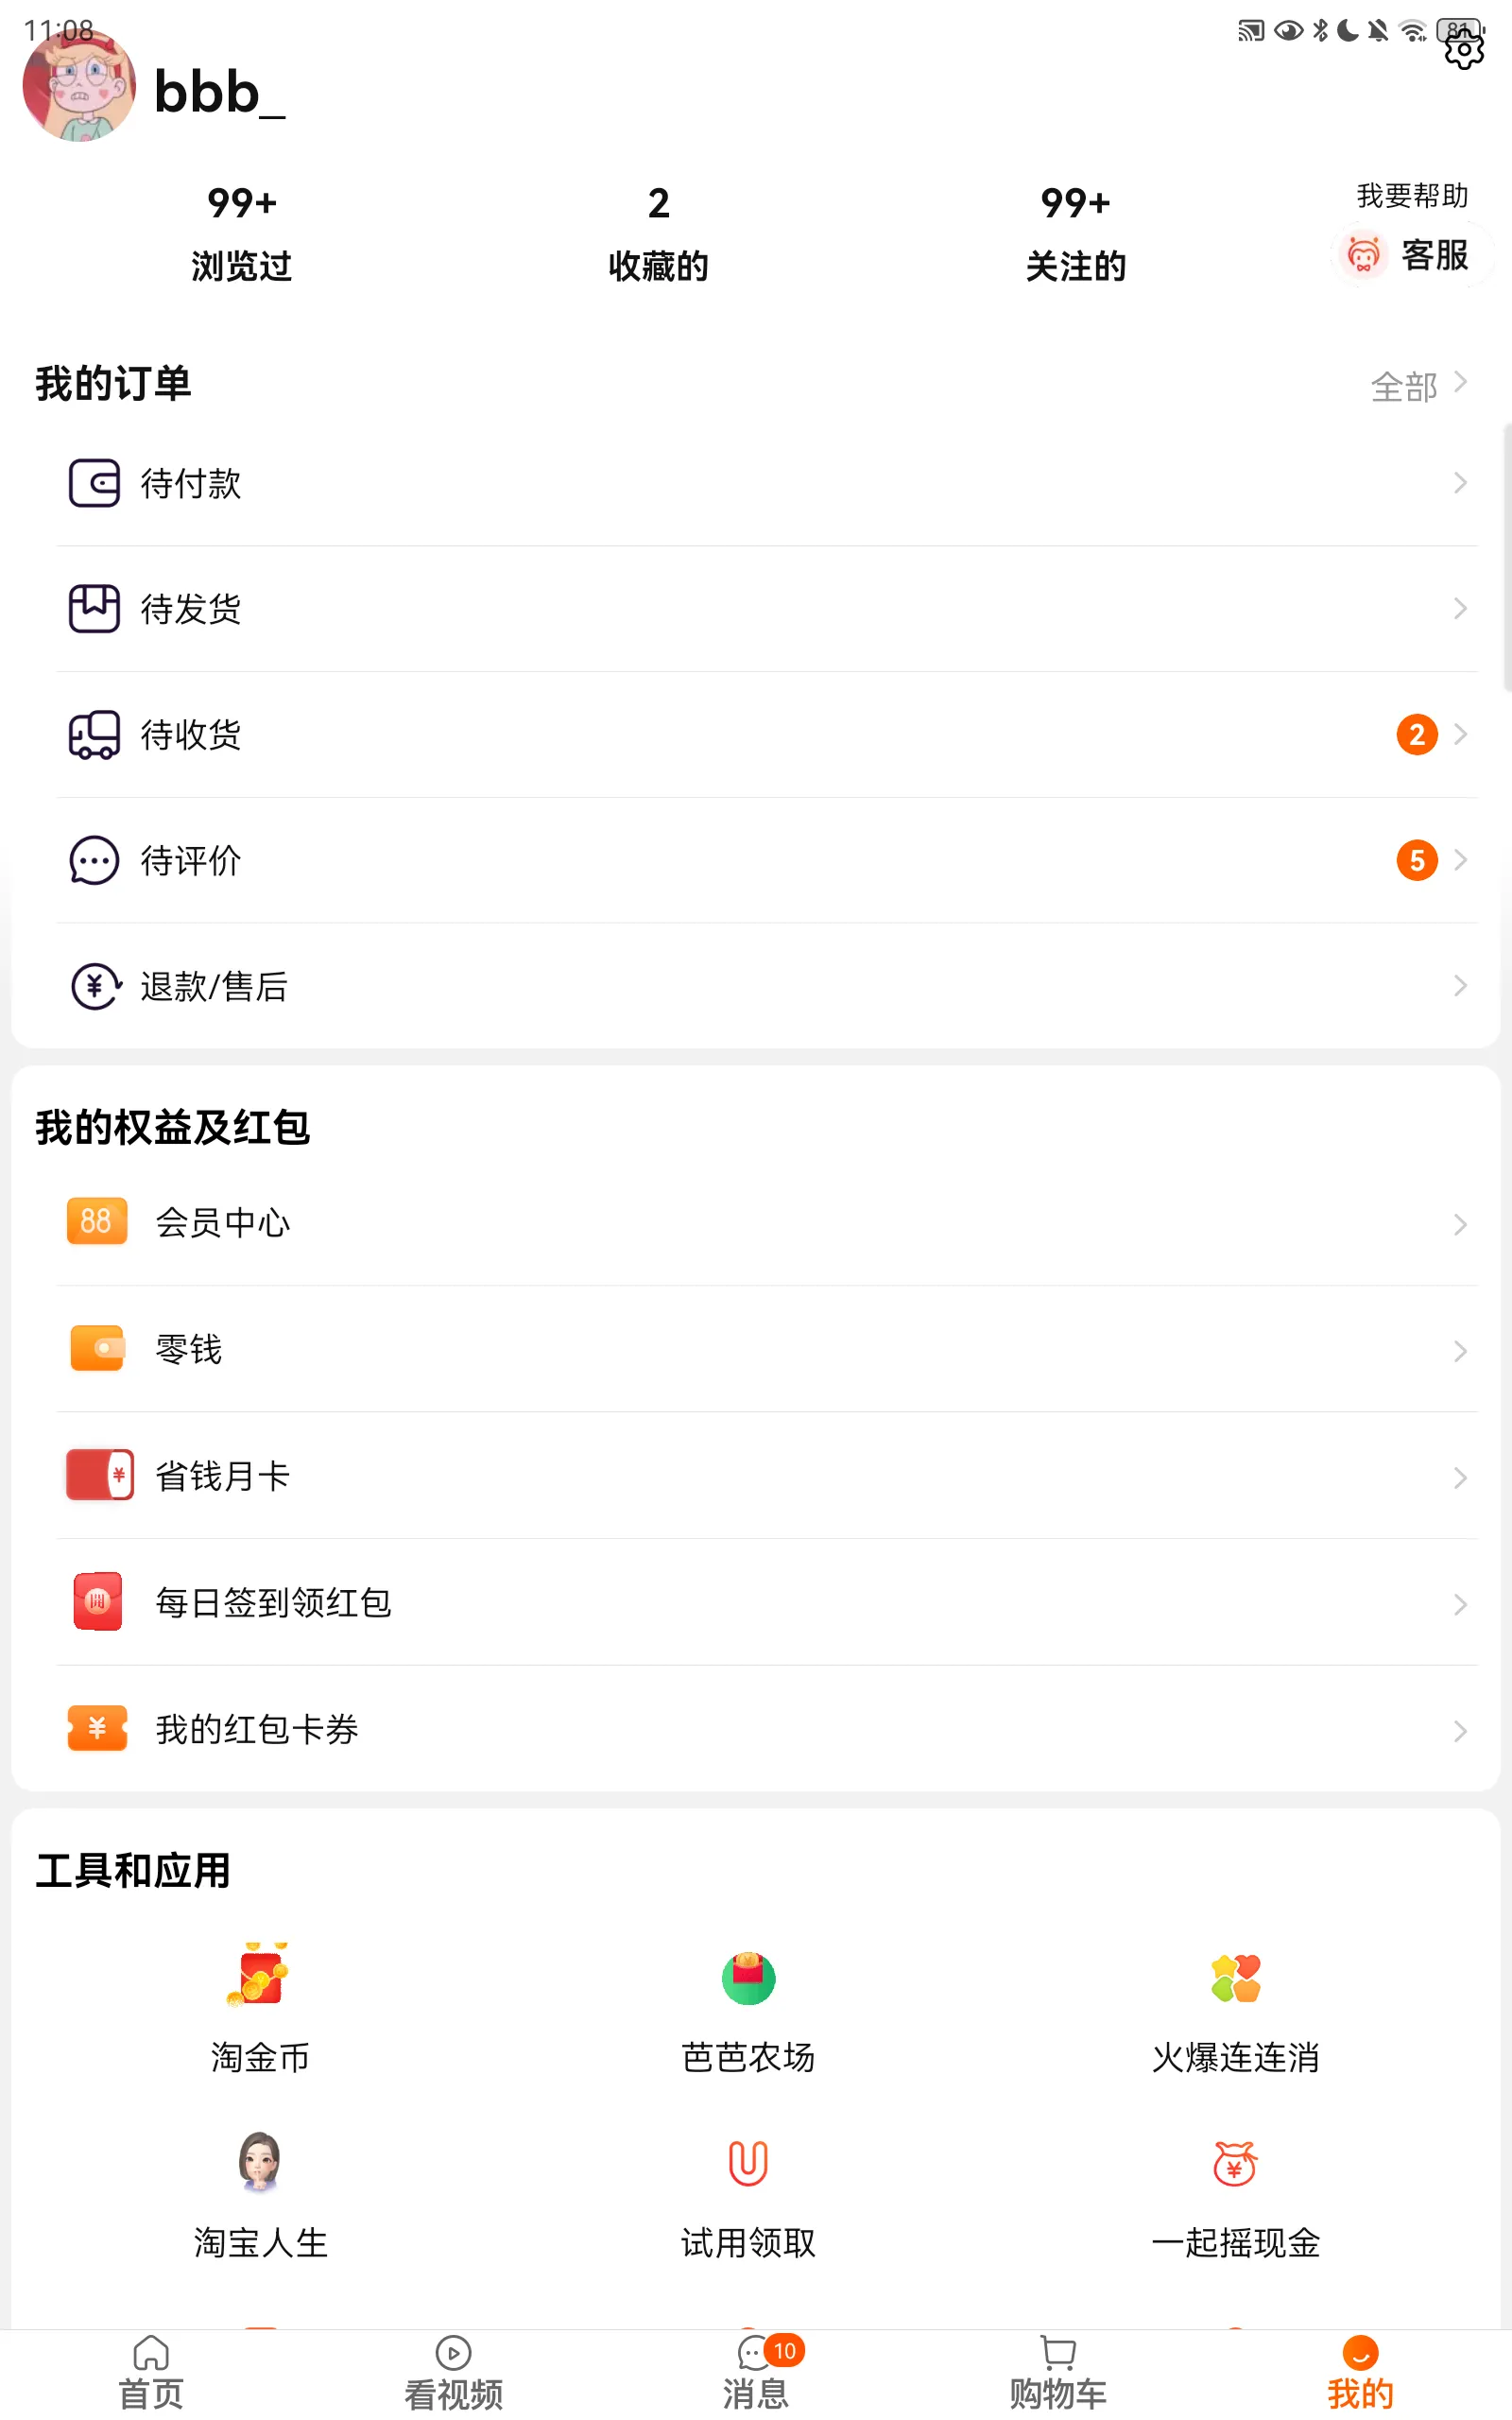 11:08
81
bbb_
99+
2
99+
我要帮助
浏览过
收藏的
关注的
客服
我的订单
全部
待付款
待发货
待收货
2
待评价
5
¥
退款/售后
我的权益及红包
88
会员中心
零钱
¥
省钱月卡
每日签到领红包
¥
我的红包卡券
工具和应用
淘金币
芭芭农场
火爆连连消
¥
淘宝人生
试用领取
一起摇现金
10
首页
看视频
消息
购物车
我的